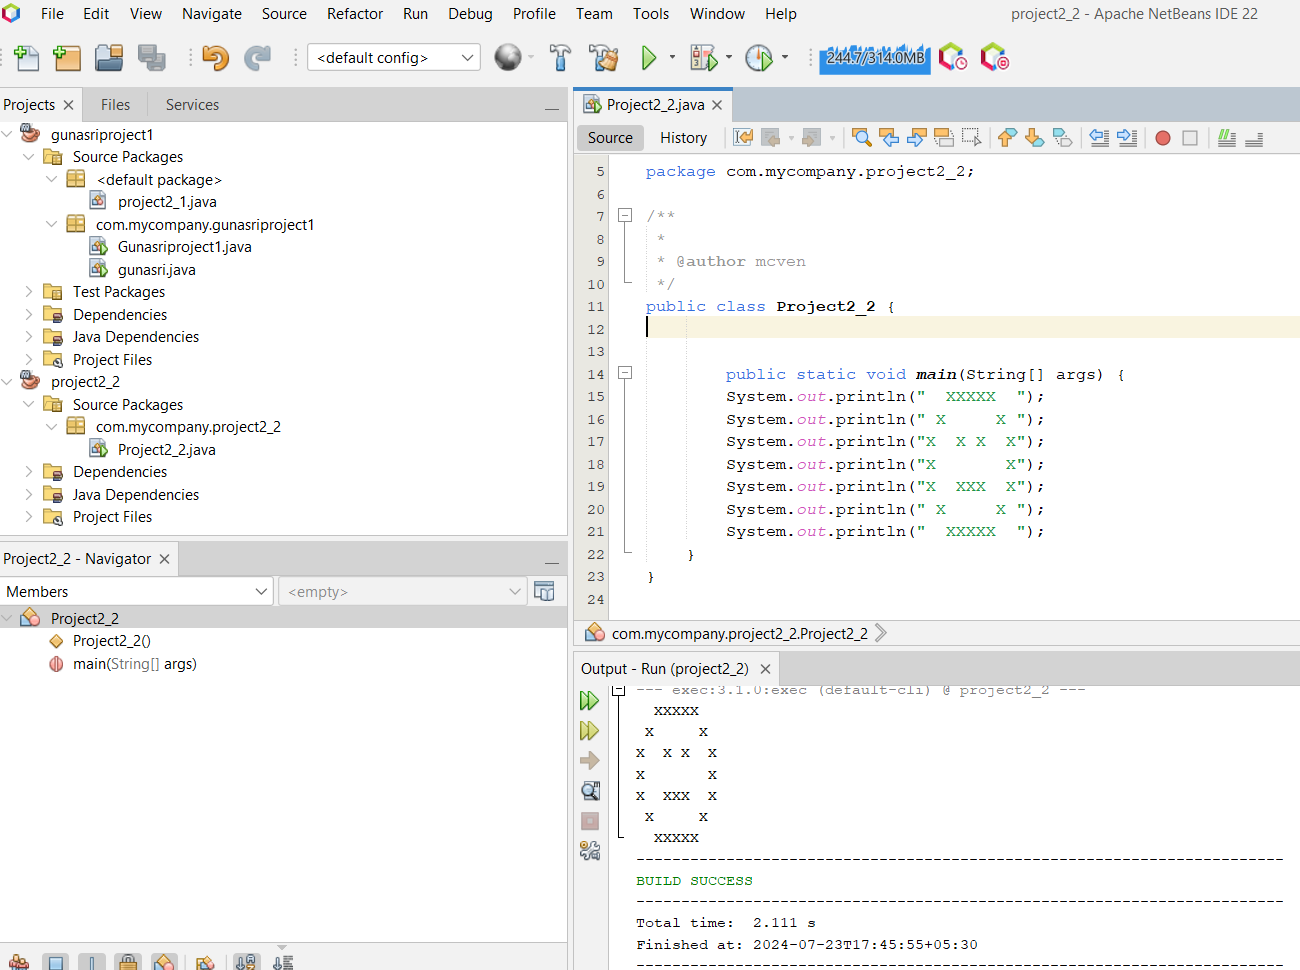 File Edit View Navigate Source Refactor Run Debug Profile Team Tools Window Help
project2_2 - Apache NetBeans IDE 22
<default config>
244.7/314.0MB
Projects Files Services
gunasriproject1
Source Packages
<default package>
project2_1.java
com.mycompany.gunasriproject1
Gunasriproject1.java
gunasri.java
Test Packages
Dependencies
Java Dependencies
Project Files
project2_2
Source Packages
com.mycompany.project2_2
Project2_2.java
Dependencies
Java Dependencies
Project Files
Project2_2 - Navigator
Members
<empty>
Project2_2
Project2_2()
main(String[] args)
Project2_2.java
Source History
5 package com.mycompany.project2_2;
6
7 /**
8  *
9  * @author mcven
10  */
11 public class Project2_2 {
12
13
14         public static void main(String[] args) {
15         System.out.println("  XXXXX  ");
16         System.out.println(" X     X ");
17         System.out.println("X  X X  X");
18         System.out.println("X       X");
19         System.out.println("X  XXX  X");
20         System.out.println(" X     X ");
21         System.out.println("  XXXXX  ");
22     }
23 }
24
com.mycompany.project2_2.Project2_2
Output - Run (project2_2)
--- exec:3.1.0:exec (default-cli) @ project2_2 ---
  XXXXX
 X     X
X  X X  X
X       X
X  XXX  X
 X     X
  XXXXX
------------------------------------------------------------------------
BUILD SUCCESS
------------------------------------------------------------------------
Total time:  2.111 s
Finished at: 2024-07-23T17:45:55+05:30
------------------------------------------------------------------------